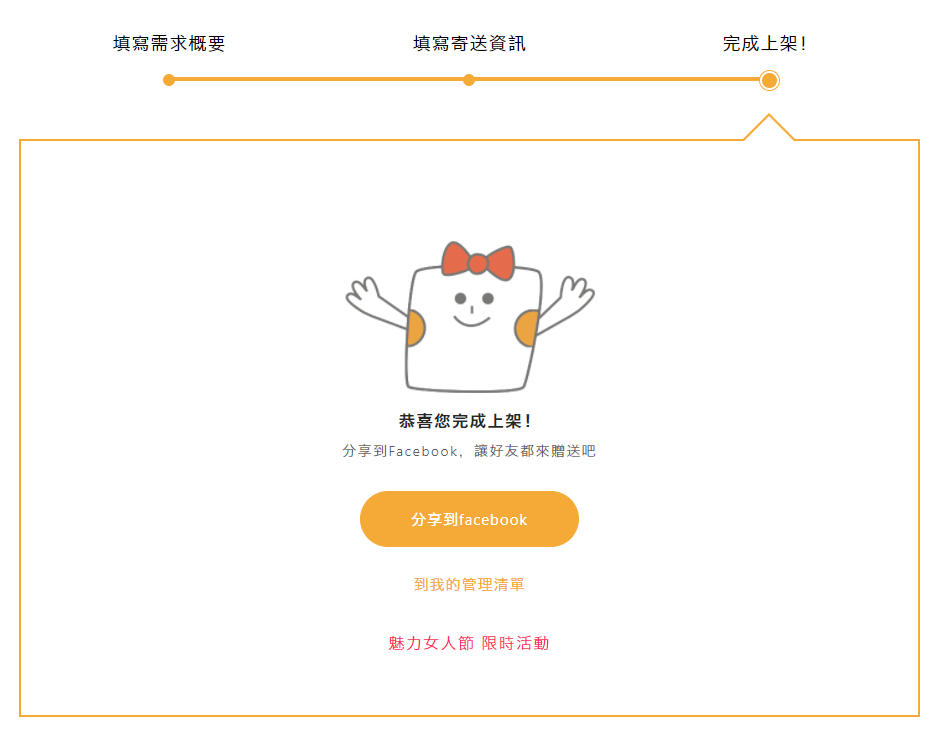 填寫需求概要
填寫寄送資訊
完成上架！
恭喜您完成上架！
分享到Facebook，讓好友都來贈送吧
分享到facebook
到我的管理清單
魅力女人節 限時活動